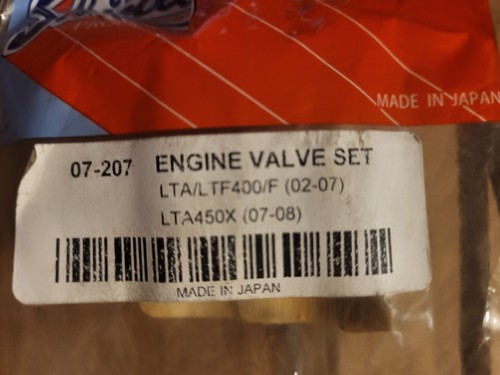 MADE IN JAPAN
07-207 ENGINE VALVE SET
LTA/LTF400/F (02-07)
LTA450X (07-08)
MADE IN JAPAN